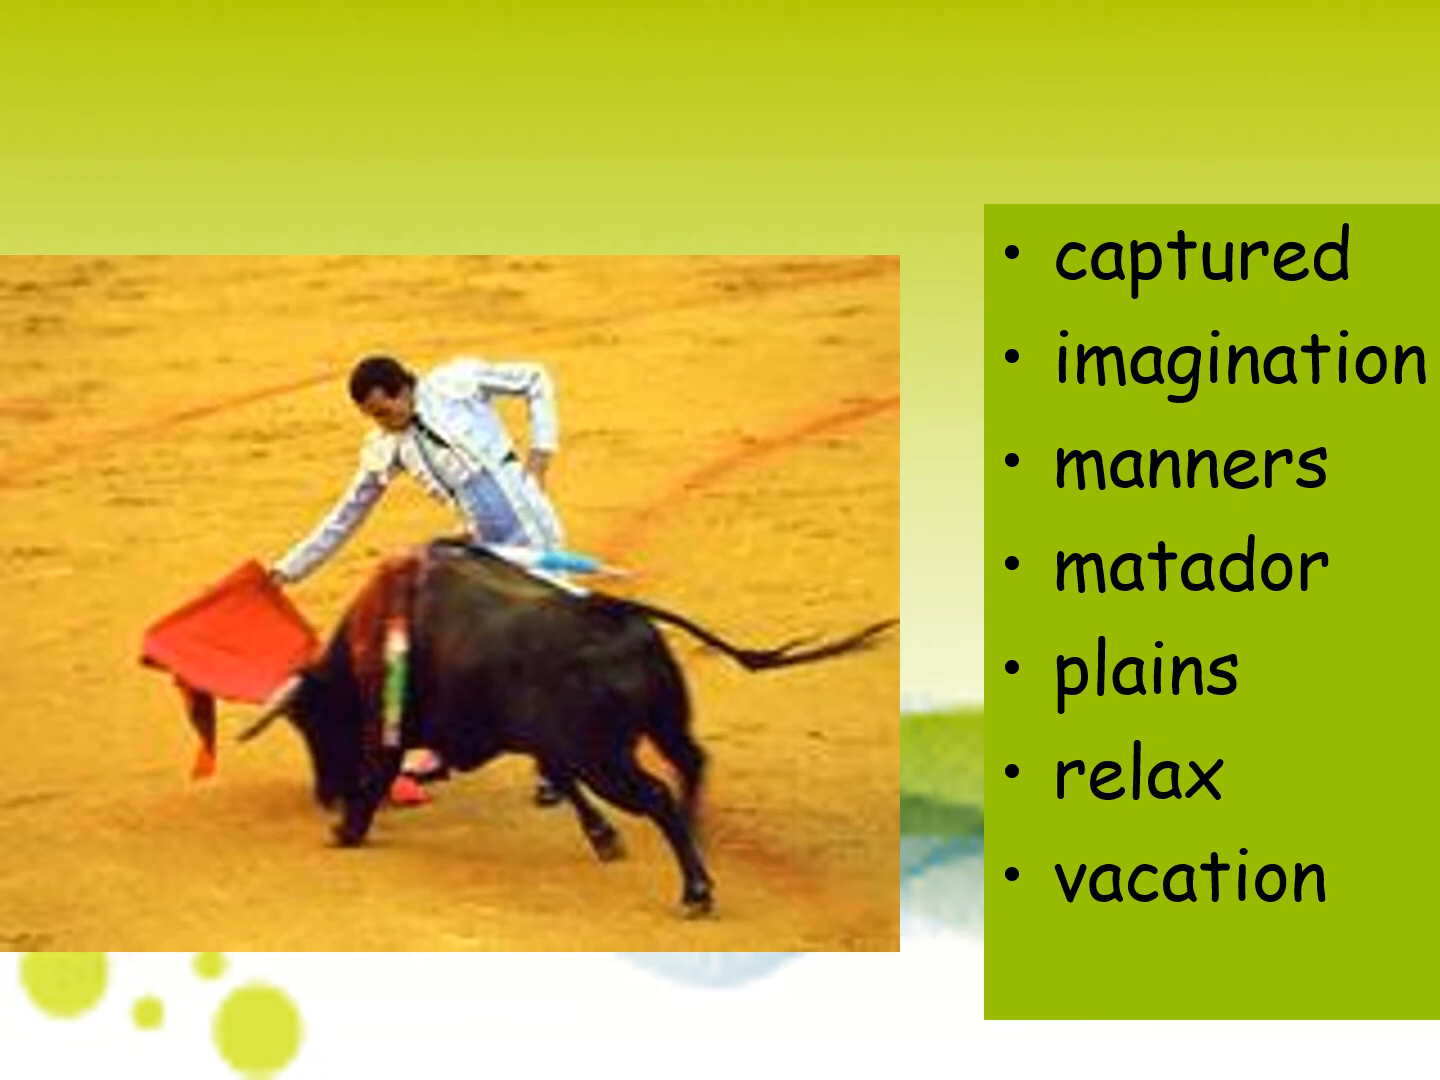 • captured
• imagination
• manners
• matador
• plains
• relax
• vacation